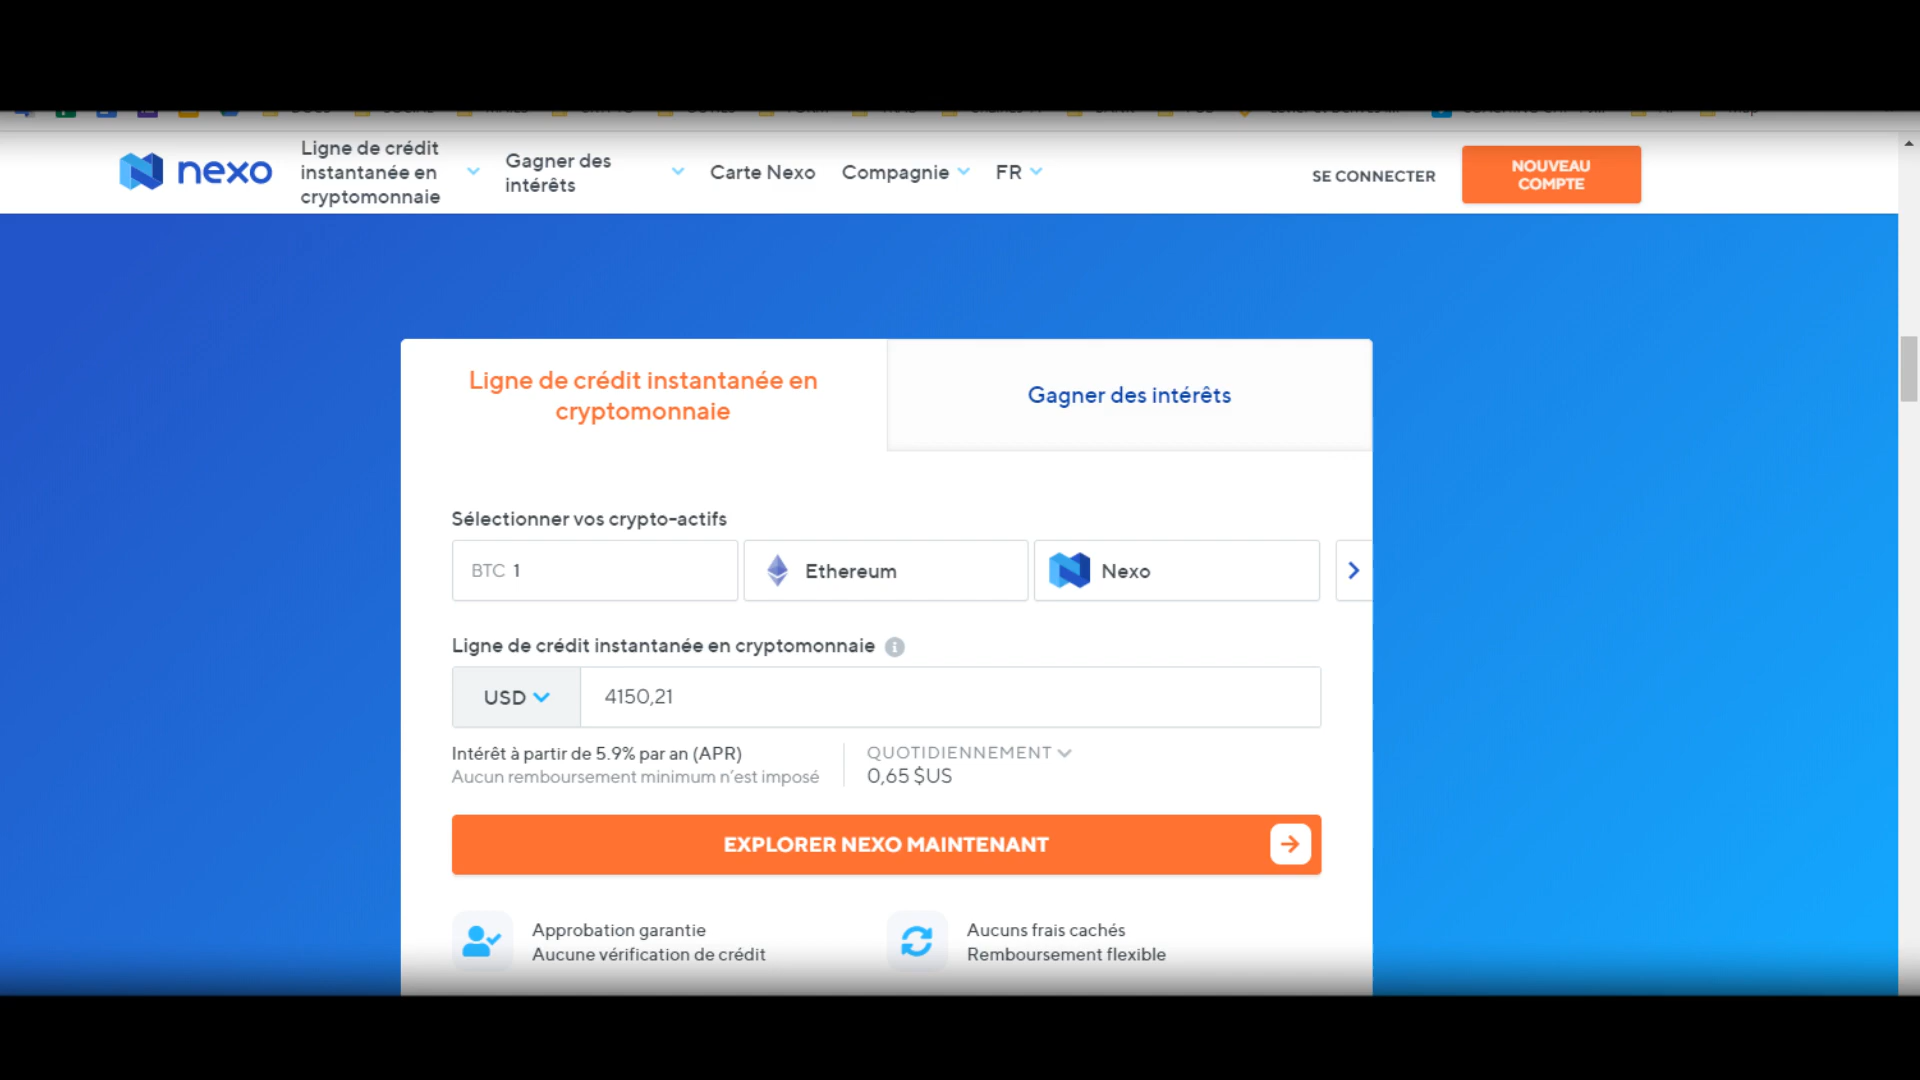 nexo
Ligne de crédit
instantanée en
cryptomonnaie
Gagner des
intérêts
Carte Nexo
Compagnie
FR
SE CONNECTER
NOUVEAU
COMPTE
Ligne de crédit instantanée en
cryptomonnaie
Gagner des intérêts
Sélectionner vos crypto-actifs
BTC 1
Ethereum
Nexo
Ligne de crédit instantanée en cryptomonnaie
USD
4150,21
Intérêt à partir de 5.9% par an (APR)
Aucun remboursement minimum n'est imposé
QUOTIDIENNEMENT
0,65 $US
EXPLORER NEXO MAINTENANT
Approbation garantie
Aucune vérification de crédit
Aucuns frais cachés
Remboursement flexible